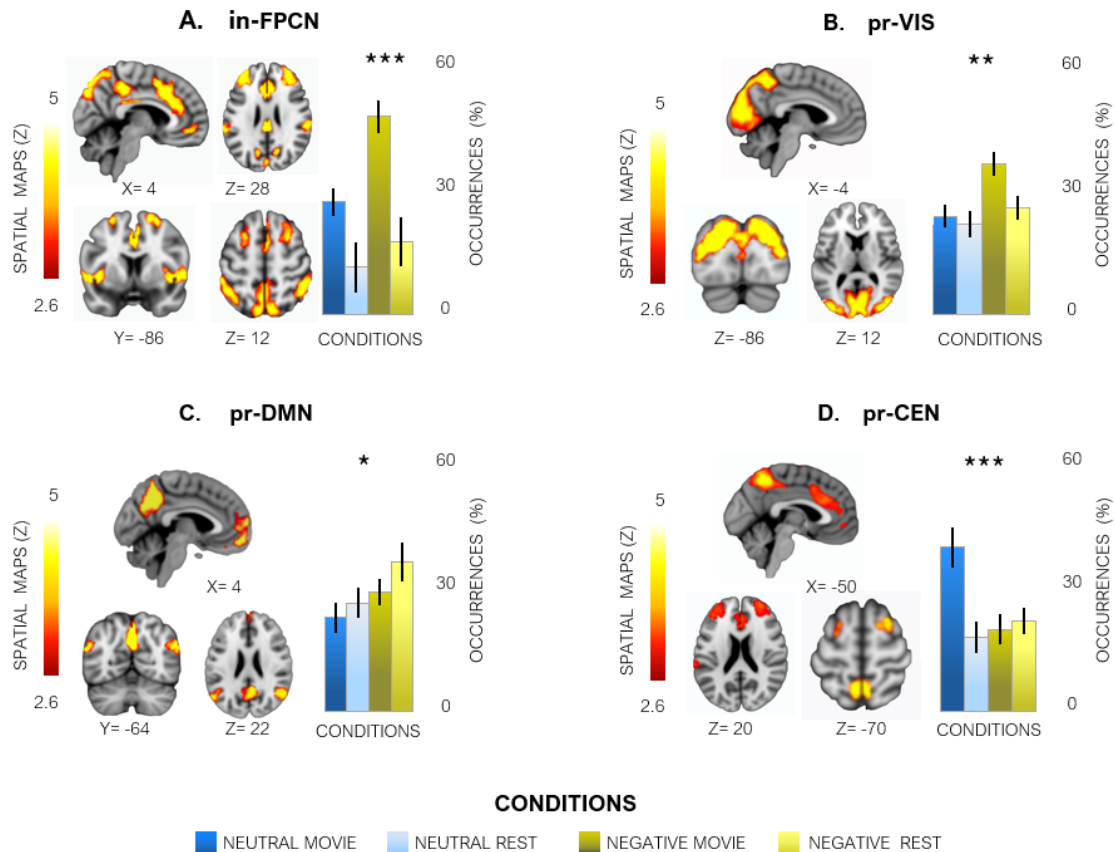 A. in-FPCN
***
60
5
SPATIAL MAPS (Z)
OCCURRENCES (%)
X= 4
Z= 28
30
2.6
0
Y= -86
Z= 12
CONDITIONS
B. pr-VIS
**
60
5
SPATIAL MAPS (Z)
OCCURRENCES (%)
X= -4
30
2.6
0
Z= -86
Z= 12
CONDITIONS
C. pr-DMN
*
60
5
SPATIAL MAPS (Z)
OCCURRENCES (%)
X= 4
30
2.6
0
Y= -64
Z= 22
CONDITIONS
D. pr-CEN
***
60
5
SPATIAL MAPS (Z)
OCCURRENCES (%)
X= -50
30
2.6
0
Z= 20
Z= -70
CONDITIONS
CONDITIONS
NEUTRAL MOVIE NEUTRAL REST NEGATIVE MOVIE NEGATIVE REST